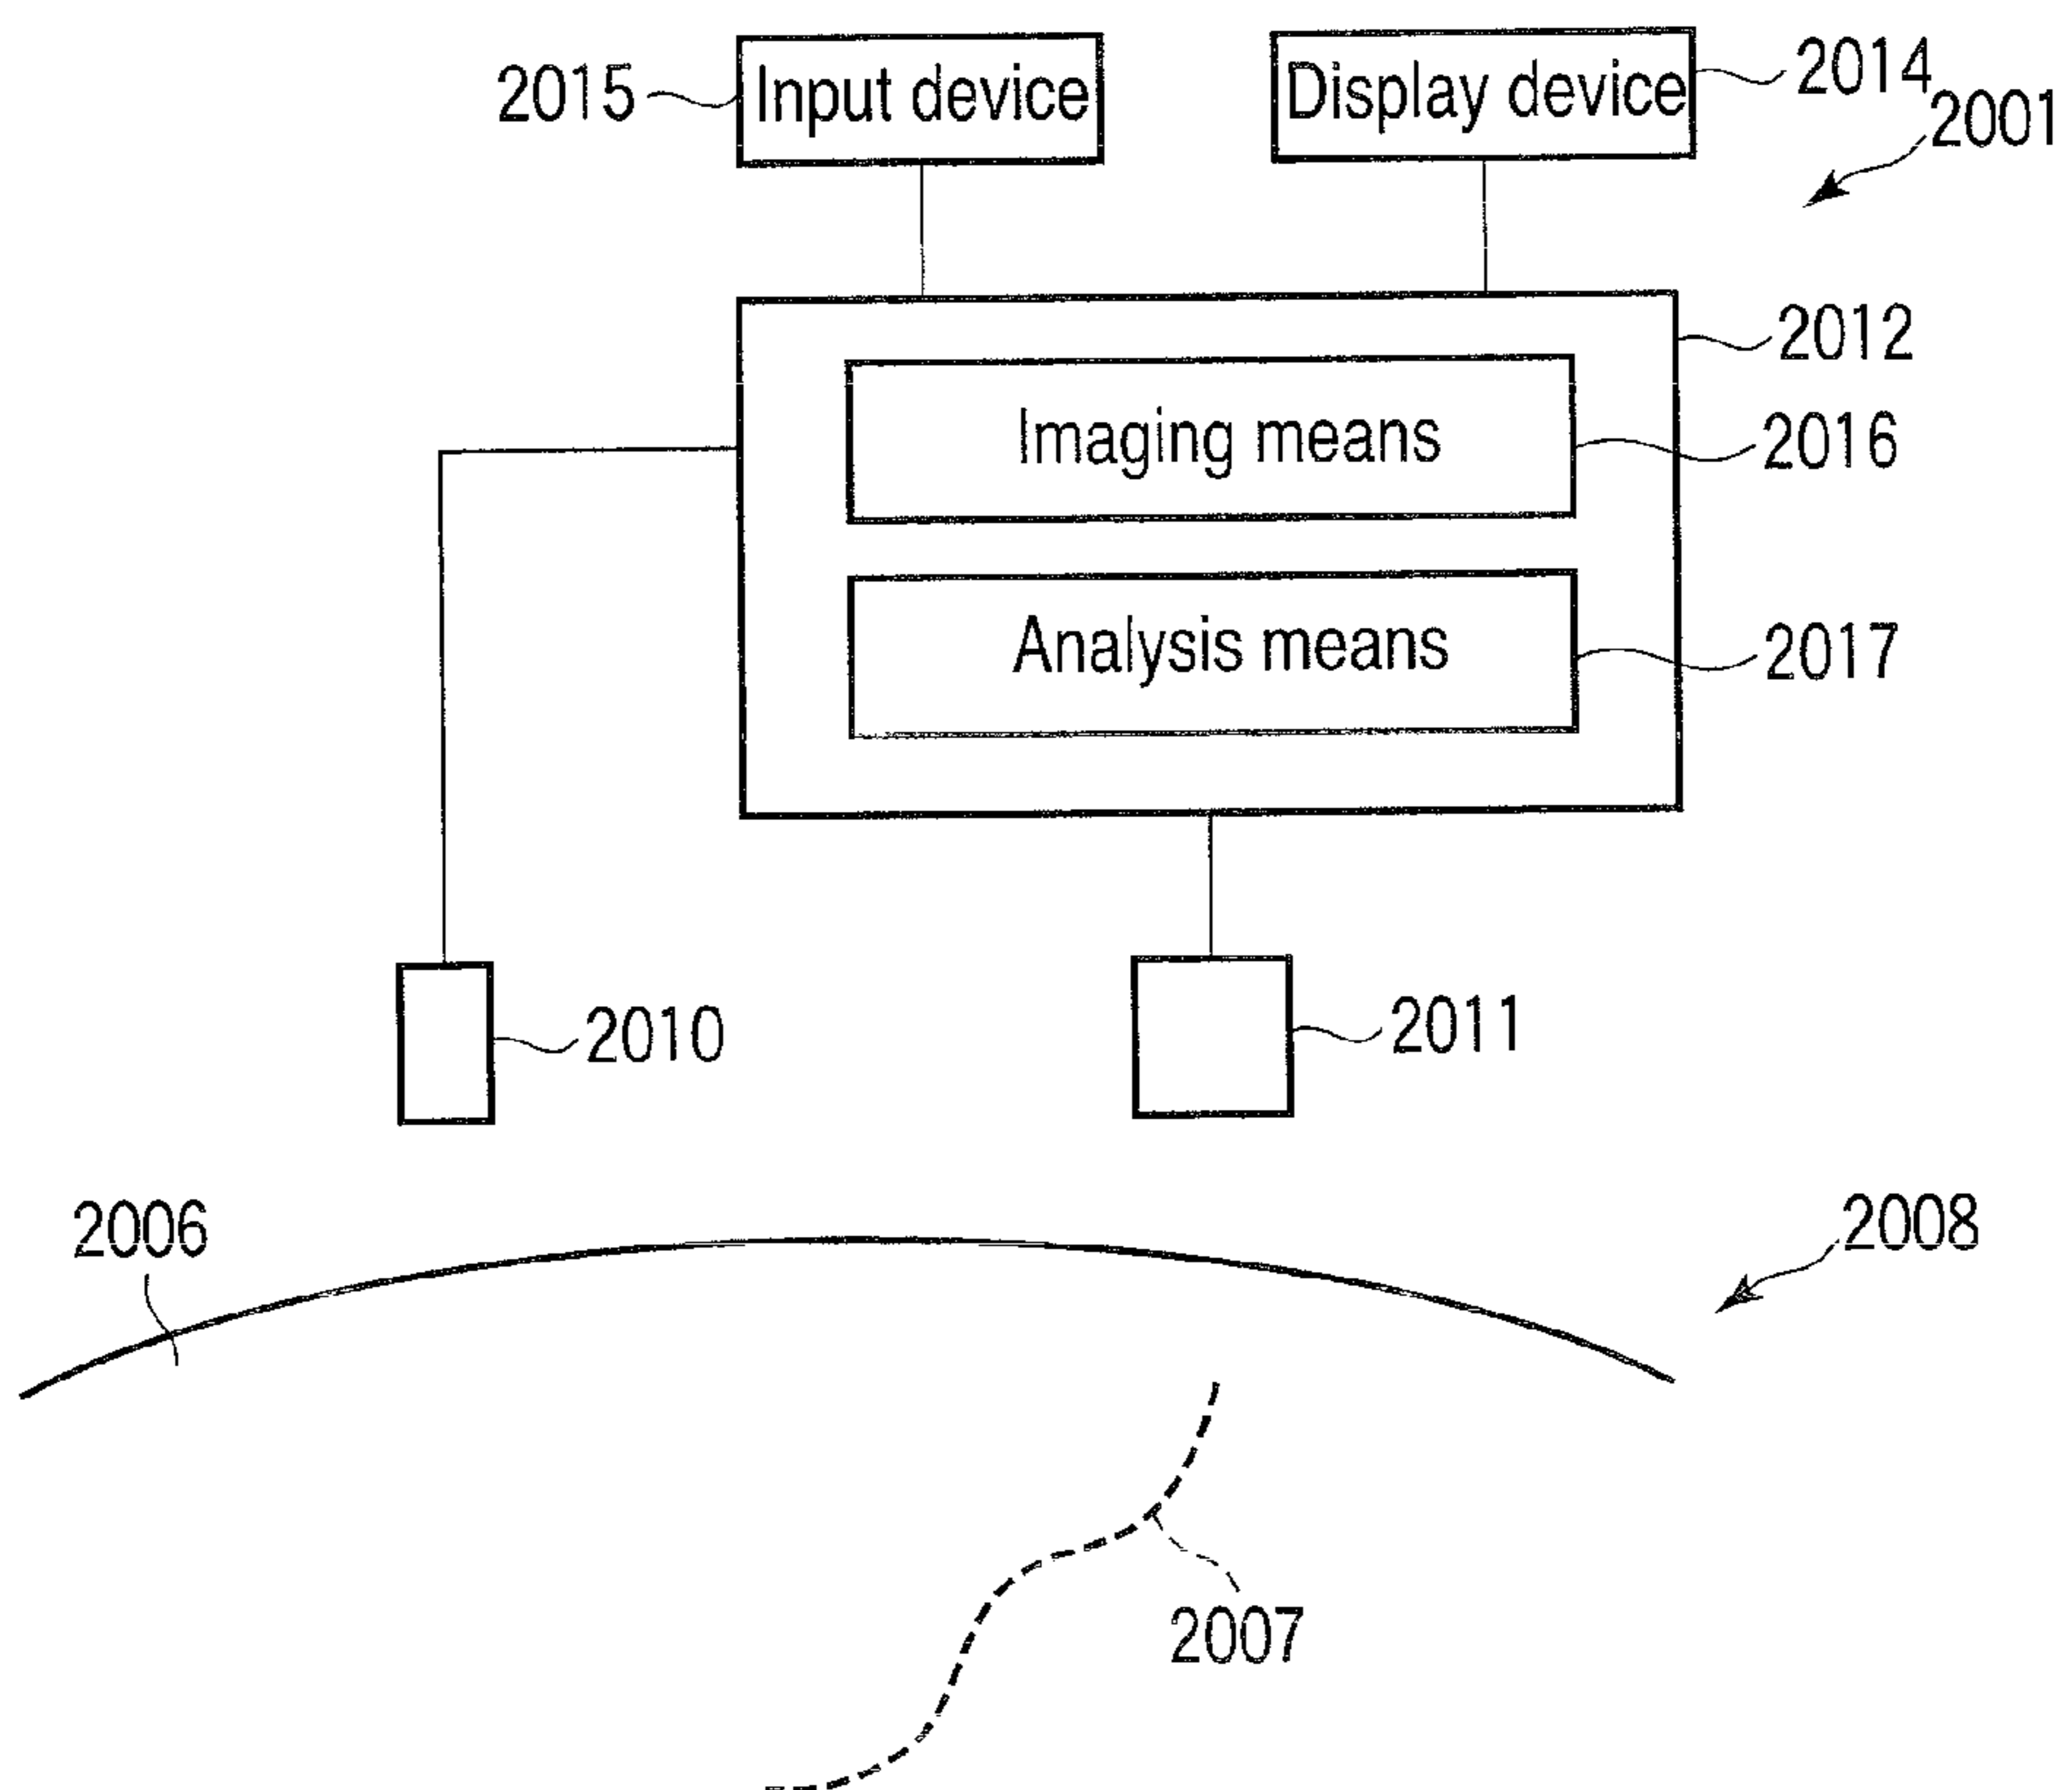 2015
Input device
Display device
2014
2001
2012
Imaging means
2016
Analysis means
2017
2010
2011
2006
2008
2007